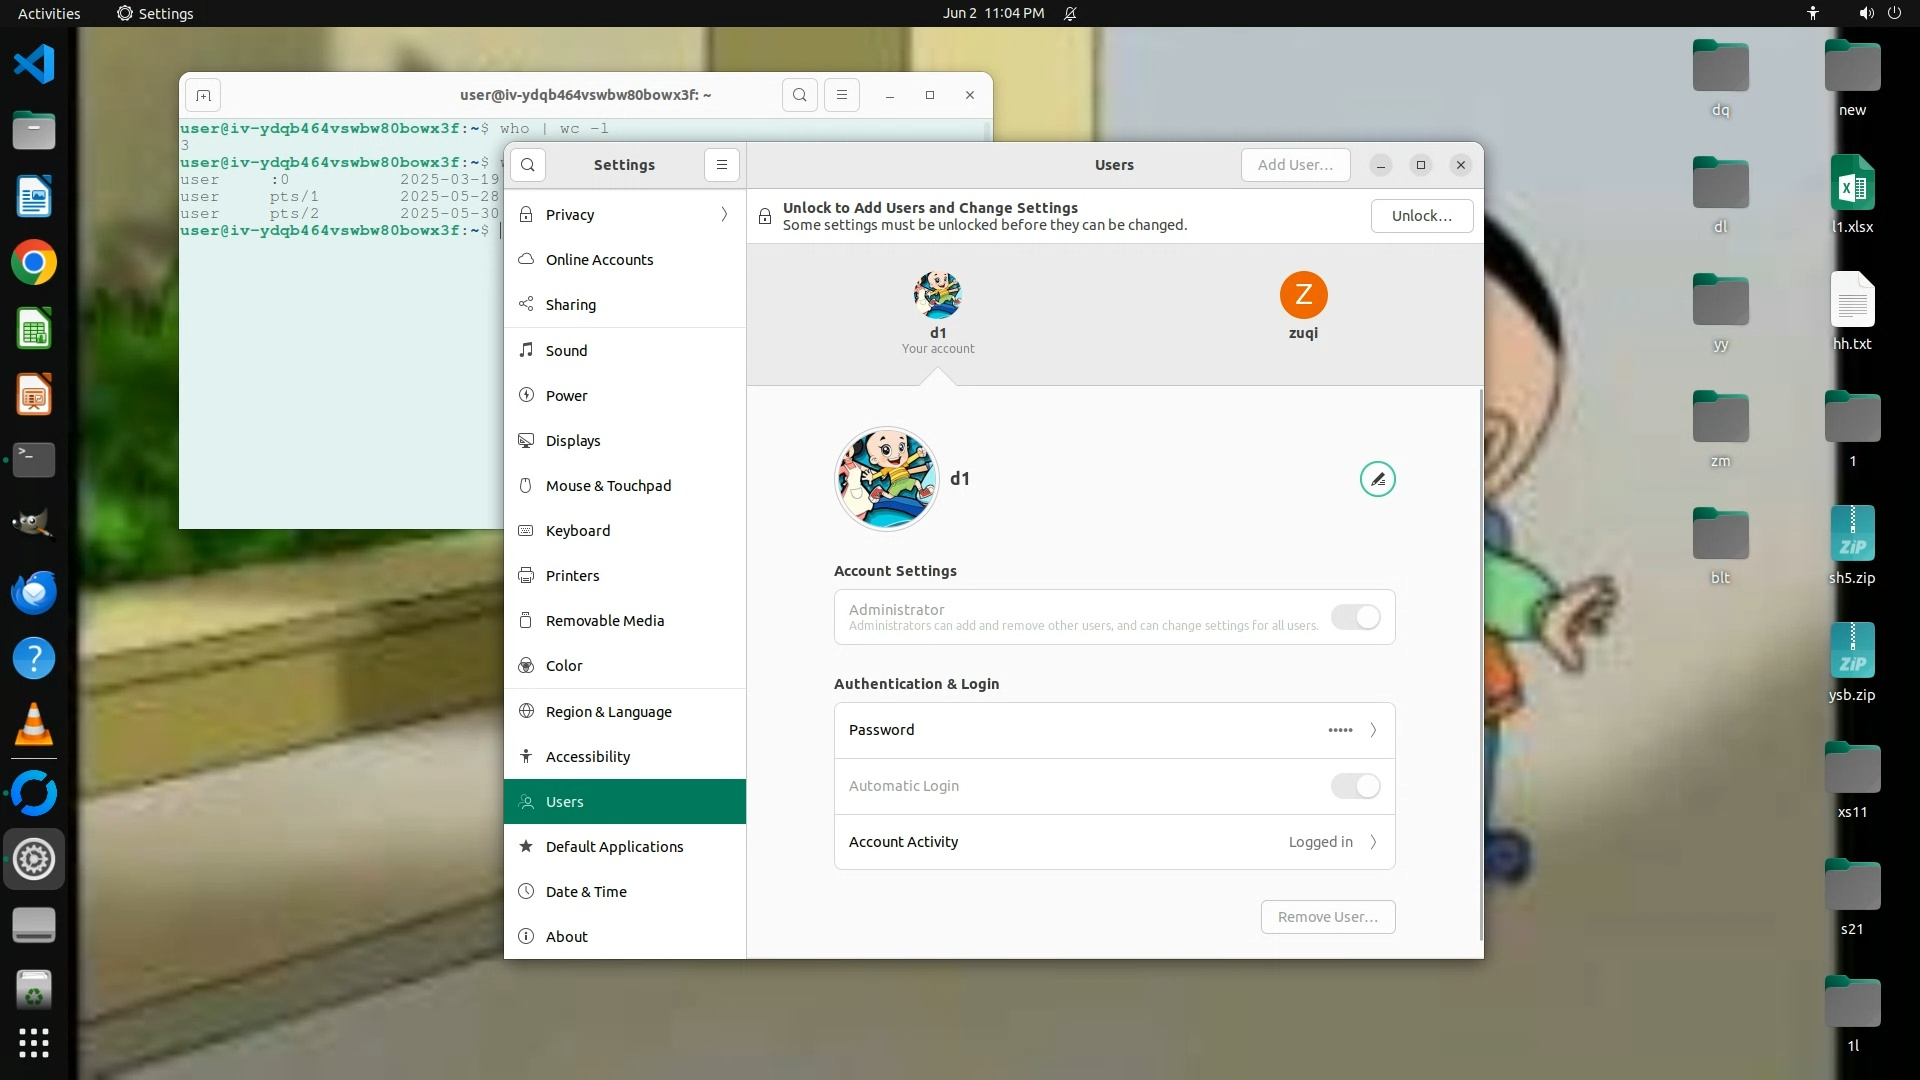 Activities
Settings
Jun 2 11:04 PM
user@iv-ydqb464vswbw80bowx3f: ~
user@iv-ydqb464vswbw80bowx3f:~$ who | wc -l
3
user@iv-ydqb464vswbw80bowx3f:~$
user :0 2025-03-19
user pts/1 2025-05-28
user pts/2 2025-05-30
user@iv-ydqb464vswbw80bowx3f:~$
Settings
Privacy
Online Accounts
Sharing
Sound
Power
Displays
Mouse & Touchpad
Keyboard
Printers
Removable Media
Color
Region & Language
Accessibility
Users
Default Applications
Date & Time
About
Users
Add User...
Unlock to Add Users and Change Settings
Some settings must be unlocked before they can be changed.
Unlock...
d1
Your account
Z
zuqi
d1
Account Settings
Administrator
Administrators can add and remove other users, and can change settings for all users.
Authentication & Login
Password •••••
Automatic Login
Account Activity Logged in
Remove User...
dq
dl
yy
zm
blt
new
l1.xlsx
hh.txt
1
ZIP
sh5.zip
ZIP
ysb.zip
xs11
s21
1l